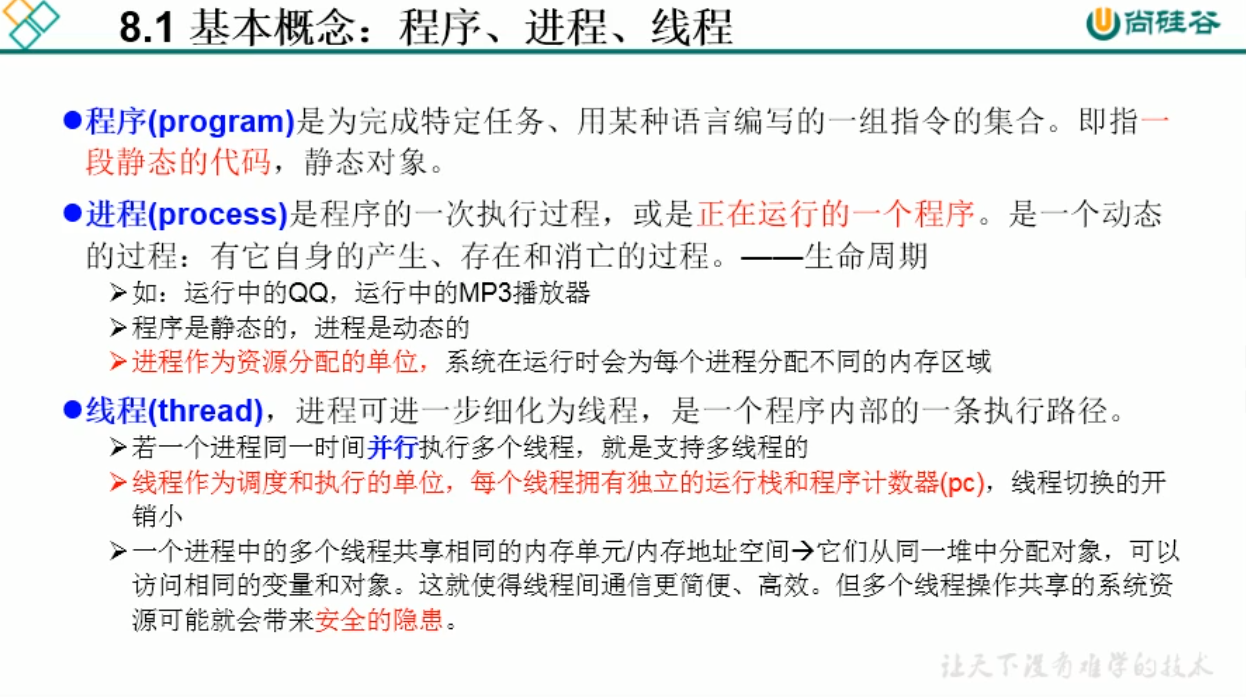 8.1 基本概念：程序、进程、线程
尚硅谷
●程序(program)是为完成特定任务、用某种语言编写的一组指令的集合。即指一
段静态的代码，静态对象。
●进程(process)是程序的一次执行过程，或是正在运行的一个程序。是一个动态
的过程：有它自身的产生、存在和消亡的过程。——生命周期
➢如：运行中的QQ，运行中的MP3播放器
➢程序是静态的，进程是动态的
➢进程作为资源分配的单位，系统在运行时会为每个进程分配不同的内存区域
●线程(thread)，进程可进一步细化为线程，是一个程序内部的一条执行路径。
➢若一个进程同一时间并行执行多个线程，就是支持多线程的
➢线程作为调度和执行的单位，每个线程拥有独立的运行栈和程序计数器(pc)，线程切换的开
销小
➢一个进程中的多个线程共享相同的内存单元/内存地址空间→它们从同一堆中分配对象，可以
访问相同的变量和对象。这就使得线程间通信更简便、高效。但多个线程操作共享的系统资
源可能就会带来安全的隐患。
让天下没有难学的技术